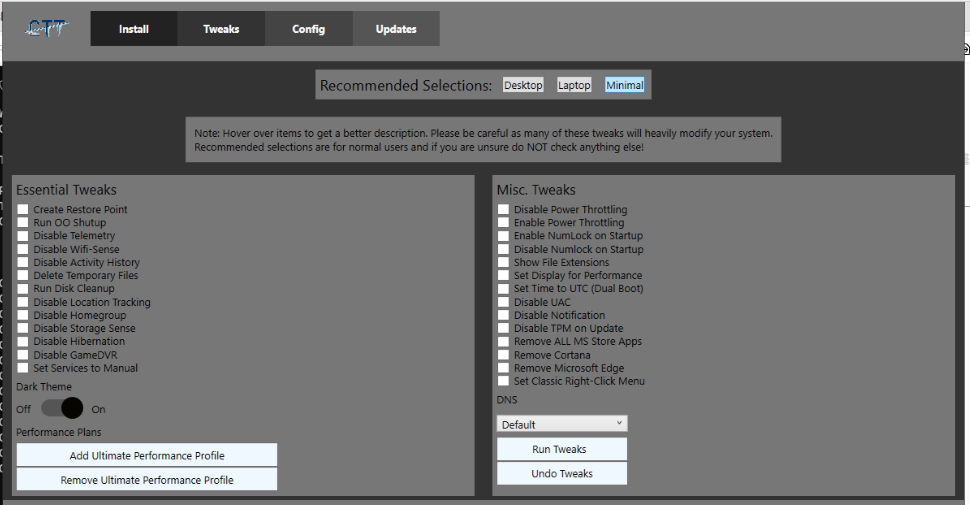 CTT
Install
Tweaks
Config
Updates
Recommended Selections:
Desktop
Laptop
Minimal
Note: Hover over items to get a better description. Please be careful as many of these tweaks will heavily modify your system.
Recommended selections are for normal users and if you are unsure do NOT check anything else!
Essential Tweaks
Create Restore Point
Run OO Shutup
Disable Telemetry
Disable Wifi-Sense
Disable Activity History
Delete Temporary Files
Run Disk Cleanup
Disable Location Tracking
Disable Homegroup
Disable Storage Sense
Disable Hibernation
Disable GameDVR
Set Services to Manual
Dark Theme
Off
On
Performance Plans
Add Ultimate Performance Profile
Remove Ultimate Performance Profile
Misc. Tweaks
Disable Power Throttling
Enable Power Throttling
Enable NumLock on Startup
Disable Numlock on Startup
Show File Extensions
Set Display for Performance
Set Time to UTC (Dual Boot)
Disable UAC
Disable Notification
Disable TPM on Update
Remove ALL MS Store Apps
Remove Cortana
Remove Microsoft Edge
Set Classic Right-Click Menu
DNS
Default
Run Tweaks
Undo Tweaks